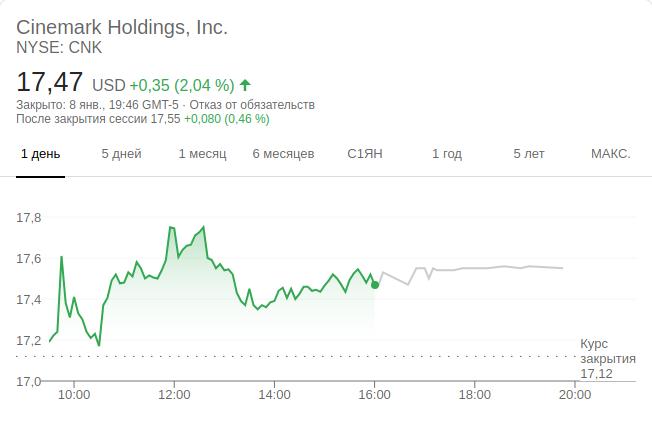 Cinemark Holdings, Inc.
NYSE: CNK
17,47 USD +0,35 (2,04 %)
Закрыто: 8 янв., 19:46 GMT-5 · Отказ от обязательств
После закрытия сессии 17,55 +0,080 (0,46 %)
1 день 5 дней 1 месяц 6 месяцев С1ЯН 1 год 5 лет МАКС.
17,8
17,6
17,4
17,2
17,0
Курс
закрытия
17,12
10:00 12:00 14:00 16:00 18:00 20:00